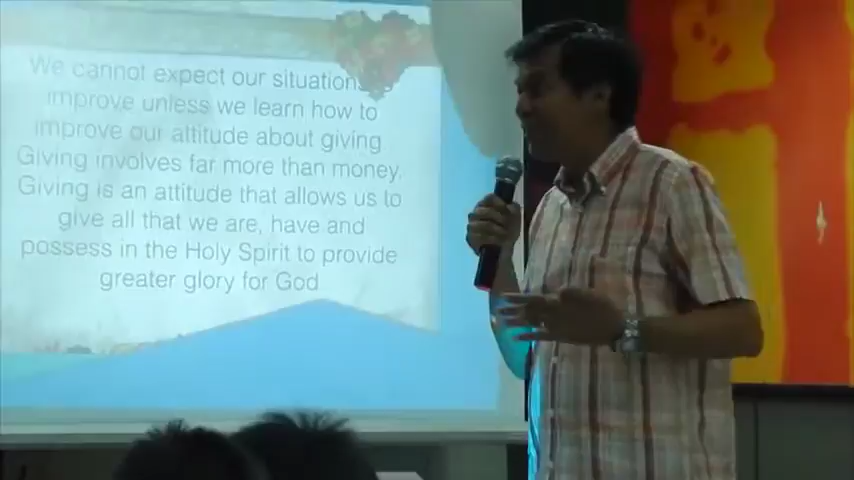 We cannot expect our situations
improve unless we learn how to
improve our attitude about giving
Giving involves far more than money.
Giving is an attitude that allows us to
give all that we are, have and
possess in the Holy Spirit to provide
greater glory for God